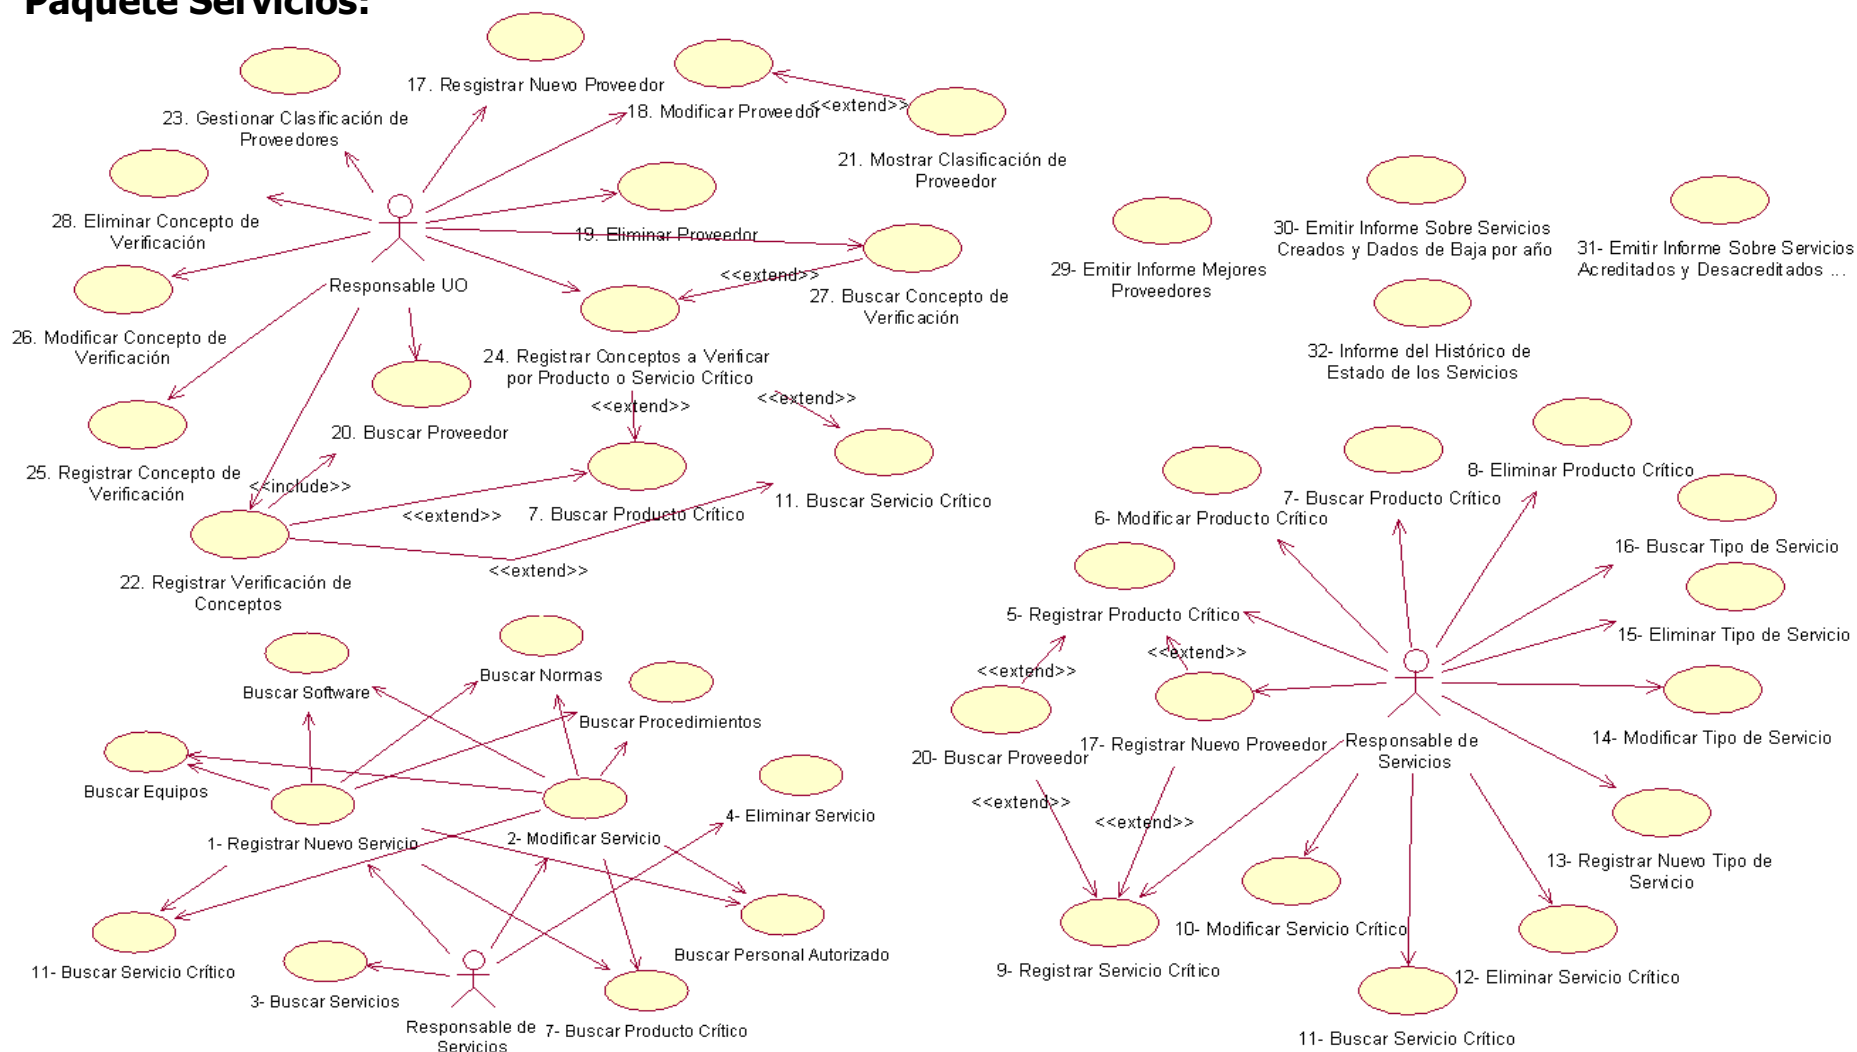 Paquete Servicios:
17. Resgistrar Nuevo Proveedor
18. Modificar Proveedor
<<extend>>
23. Gestionar Clasificación de
Proveedores
21. Mostrar Clasificación de
Proveedor
28. Eliminar Concepto de
Verificación
19. Eliminar Proveedor
<<extend>>
27. Buscar Concepto de
Verificación
Responsable UO
26. Modificar Concepto de
Verificación
24. Registrar Conceptos a Verificar
por Producto o Servicio Crítico
<<extend>>
<<extend>>
20. Buscar Proveedor
25. Registrar Concepto de
Verificación
<<include>>
<<extend>>
7. Buscar Producto Crítico
11. Buscar Servicio Crítico
<<extend>>
22. Registrar Verificación de
Conceptos
29- Emitir Informe Mejores
Proveedores
30- Emitir Informe Sobre Servicios
Creados y Dados de Baja por año
31- Emitir Informe Sobre Servicios
Acreditados y Desacreditados ...
32- Informe del Histórico de
Estado de los Servicios
Buscar Software
Buscar Normas
Buscar Procedimientos
Buscar Equipos
1- Registrar Nuevo Servicio
2- Modificar Servicio
4- Eliminar Servicio
11- Buscar Servicio Crítico
3- Buscar Servicios
Buscar Personal Autorizado
Responsable de
Servicios
7- Buscar Producto Crítico
8- Eliminar Producto Crítico
7- Buscar Producto Crítico
6- Modificar Producto Crítico
16- Buscar Tipo de Servicio
5- Registrar Producto Crítico
15- Eliminar Tipo de Servicio
<<extend>>
<<extend>>
20- Buscar Proveedor
17- Registrar Nuevo Proveedor
Responsable de
Servicios
14- Modificar Tipo de Servicio
<<extend>>
<<extend>>
13- Registrar Nuevo Tipo de
Servicio
10- Modificar Servicio Crítico
9- Registrar Servicio Crítico
12- Eliminar Servicio Crítico
11- Buscar Servicio Crítico